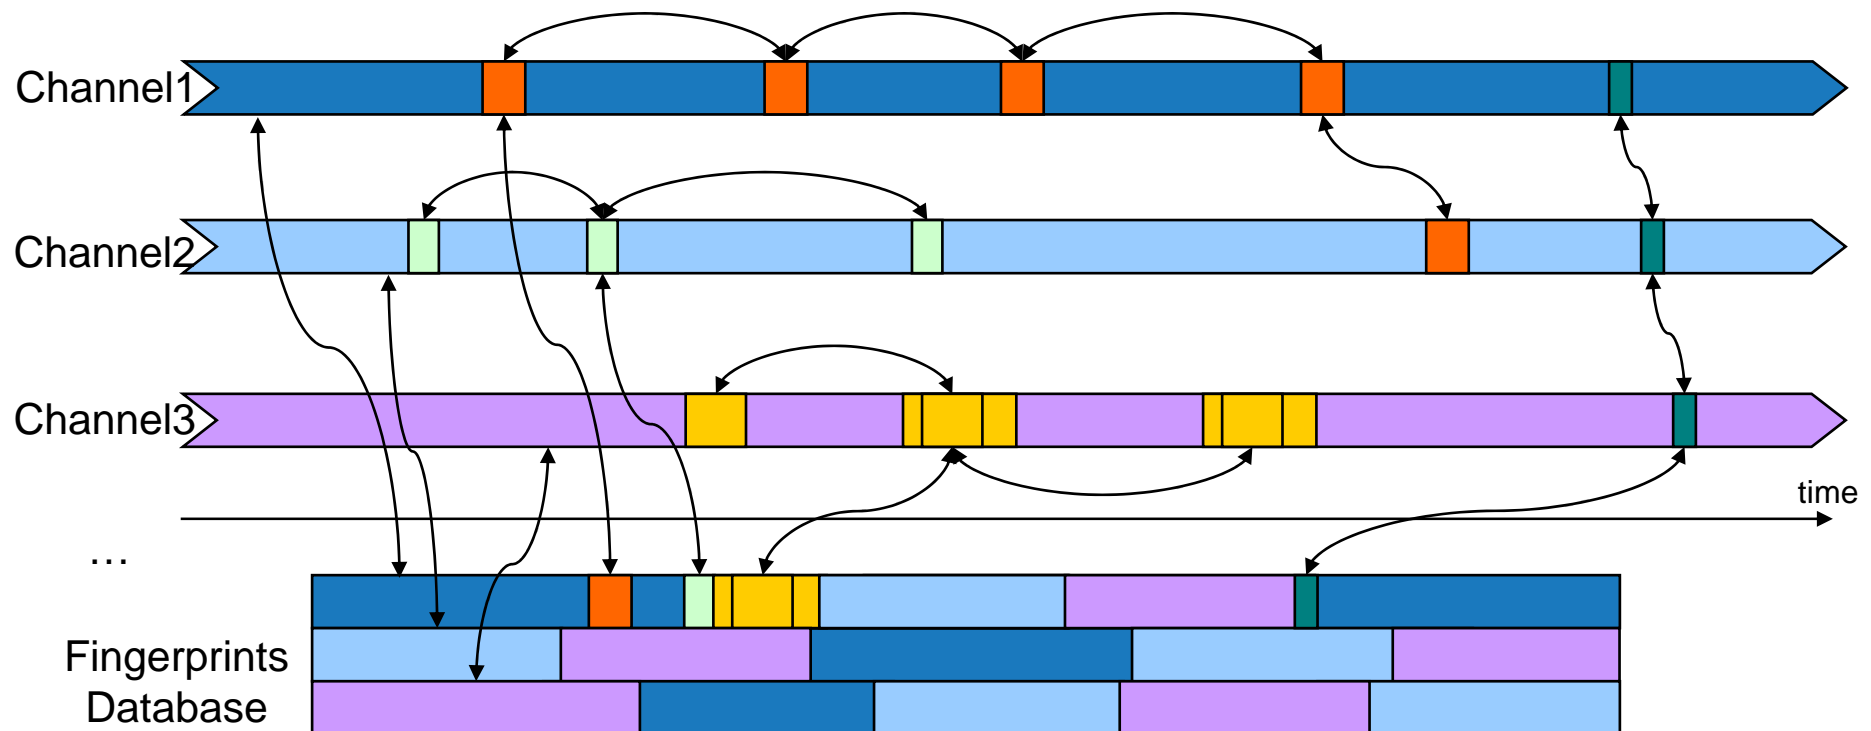 Channel1
Channel2
Channel3
time
...
Fingerprints
Database